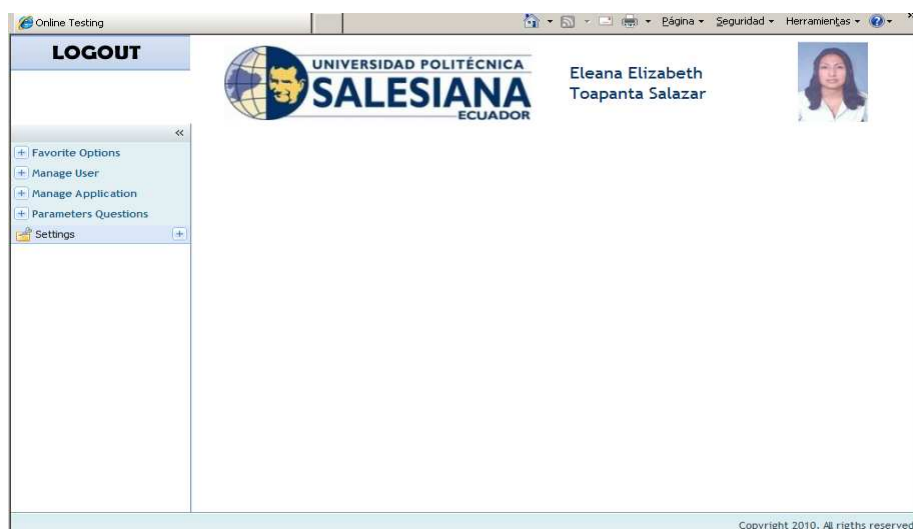 Online Testing
Página Seguridad Herramientas
LOGOUT
UNIVERSIDAD POLITÉCNICA
SALESIANA
ECUADOR
Eleana Elizabeth
Toapanta Salazar
Favorite Options
Manage User
Manage Application
Parameters Questions
Settings
Copyright 2010. All rigths reserved